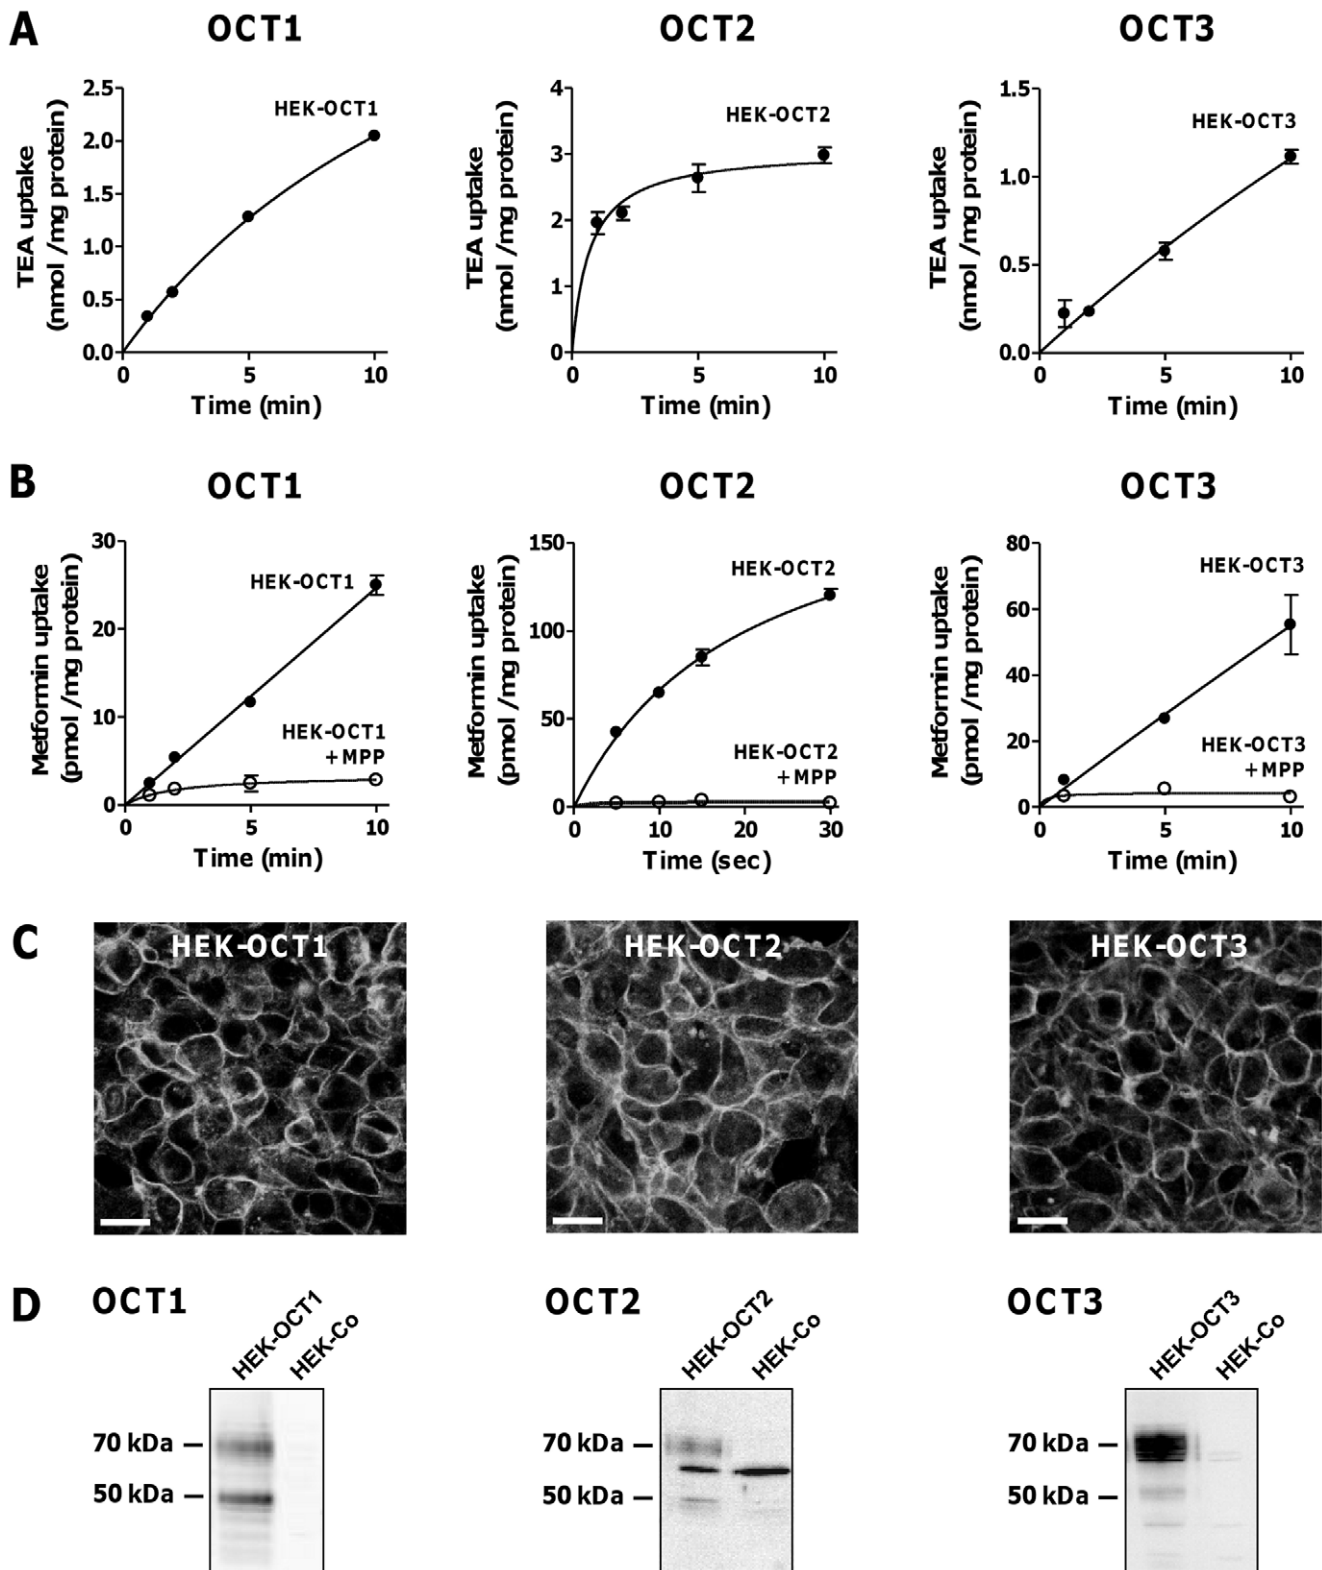 A
OCT1
OCT2
OCT3
TEA uptake
(nmol /mg protein)
2.5
2.0
1.5
1.0
0.5
0.0
HEK-OCT1
0
5
10
Time (min)
TEA uptake
(nmol /mg protein)
4
3
2
1
0
HEK-OCT2
0
5
10
Time (min)
TEA uptake
(nmol /mg protein)
1.5
1.0
0.5
0.0
HEK-OCT3
0
5
10
Time (min)
B
OCT1
OCT2
OCT3
Metformin uptake
(pmol /mg protein)
30
20
10
0
HEK-OCT1
HEK-OCT1
+MPP
0
5
10
Time (min)
Metformin uptake
(pmol /mg protein)
150
100
50
0
HEK-OCT2
HEK-OCT2
+MPP
0
10
20
30
Time (sec)
Metformin uptake
(pmol /mg protein)
80
60
40
20
0
HEK-OCT3
HEK-OCT3
+MPP
0
5
10
Time (min)
C
HEK-OCT1
HEK-OCT2
HEK-OCT3
D
OCT1
HEK-OCT1
HEK-Co
70 kDa
50 kDa
OCT2
HEK-OCT2
HEK-Co
70 kDa
50 kDa
OCT3
HEK-OCT3
HEK-Co
70 kDa
50 kDa